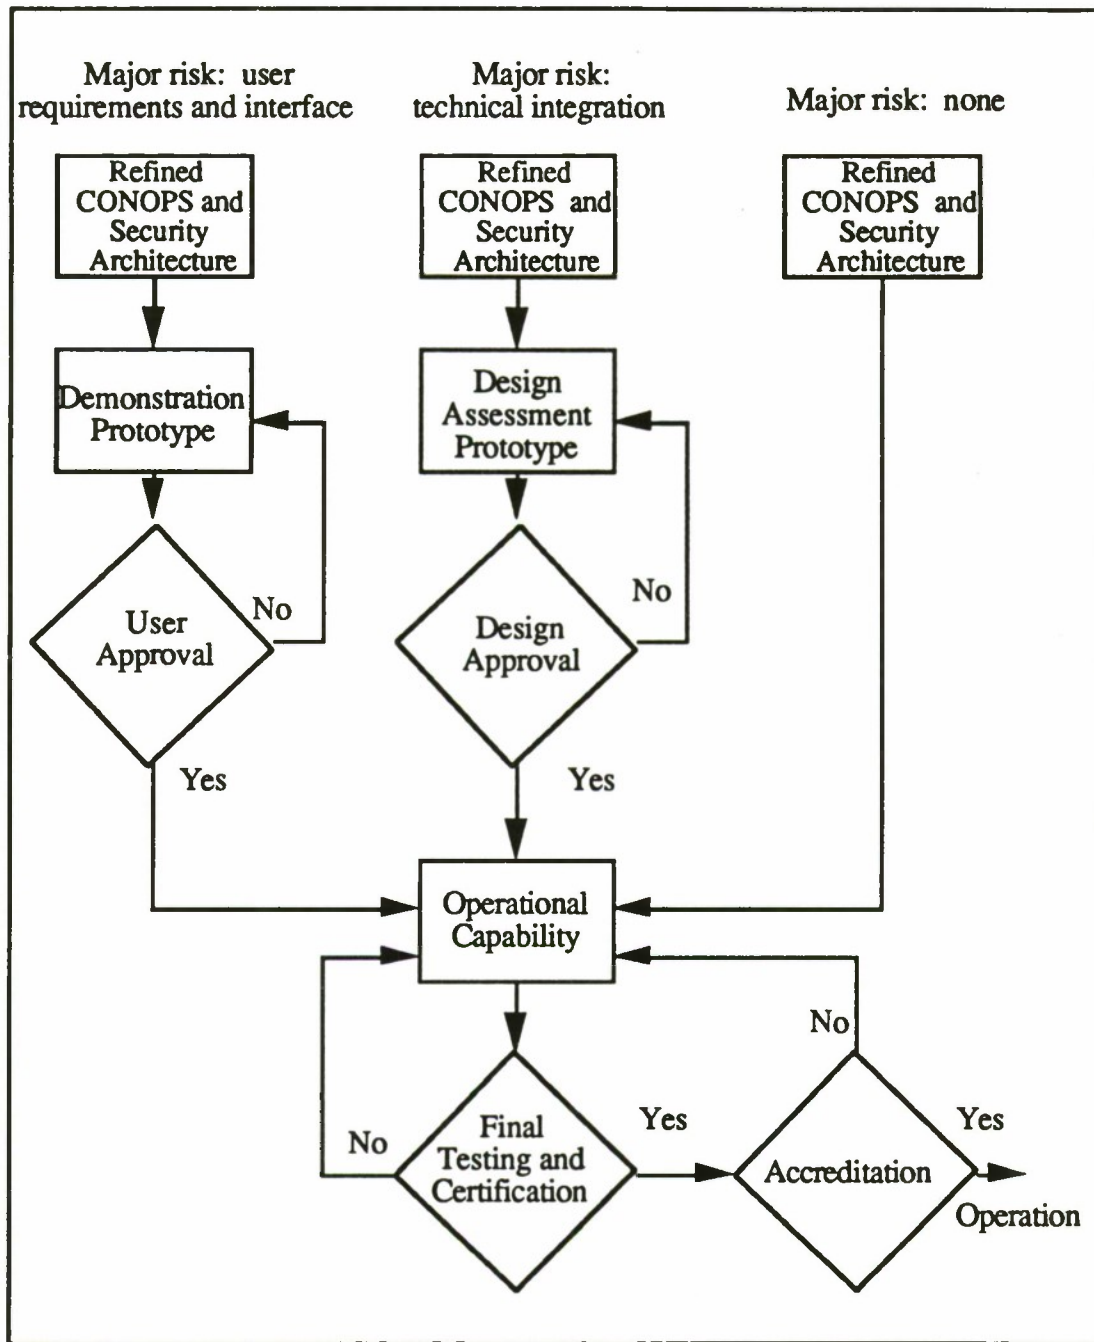 Major risk: user
requirements and interface
Major risk:
technical integration
Major risk: none
Refined
CONOPS and
Security
Architecture
Refined
CONOPS and
Security
Architecture
Refined
CONOPS and
Security
Architecture
Demonstration
Prototype
Design
Assessment
Prototype
User
Approval
No
Design
Approval
No
Yes
Yes
Operational
Capability
No
Final
Testing and
Certification
No
Yes
Accreditation
Yes
Operation